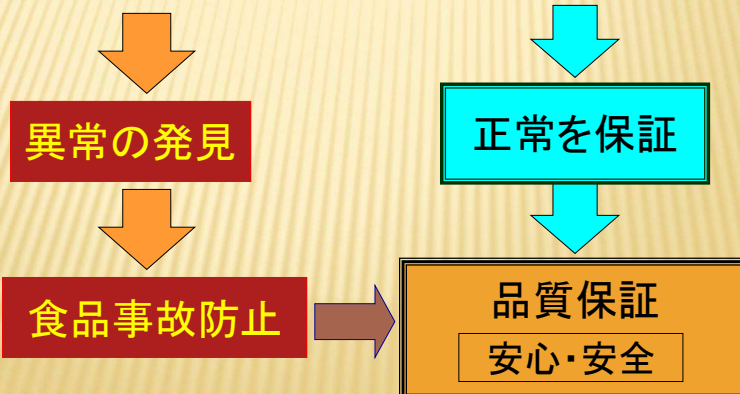 異常の発見
正常を保証
食品事故防止
品質保証
安心・安全